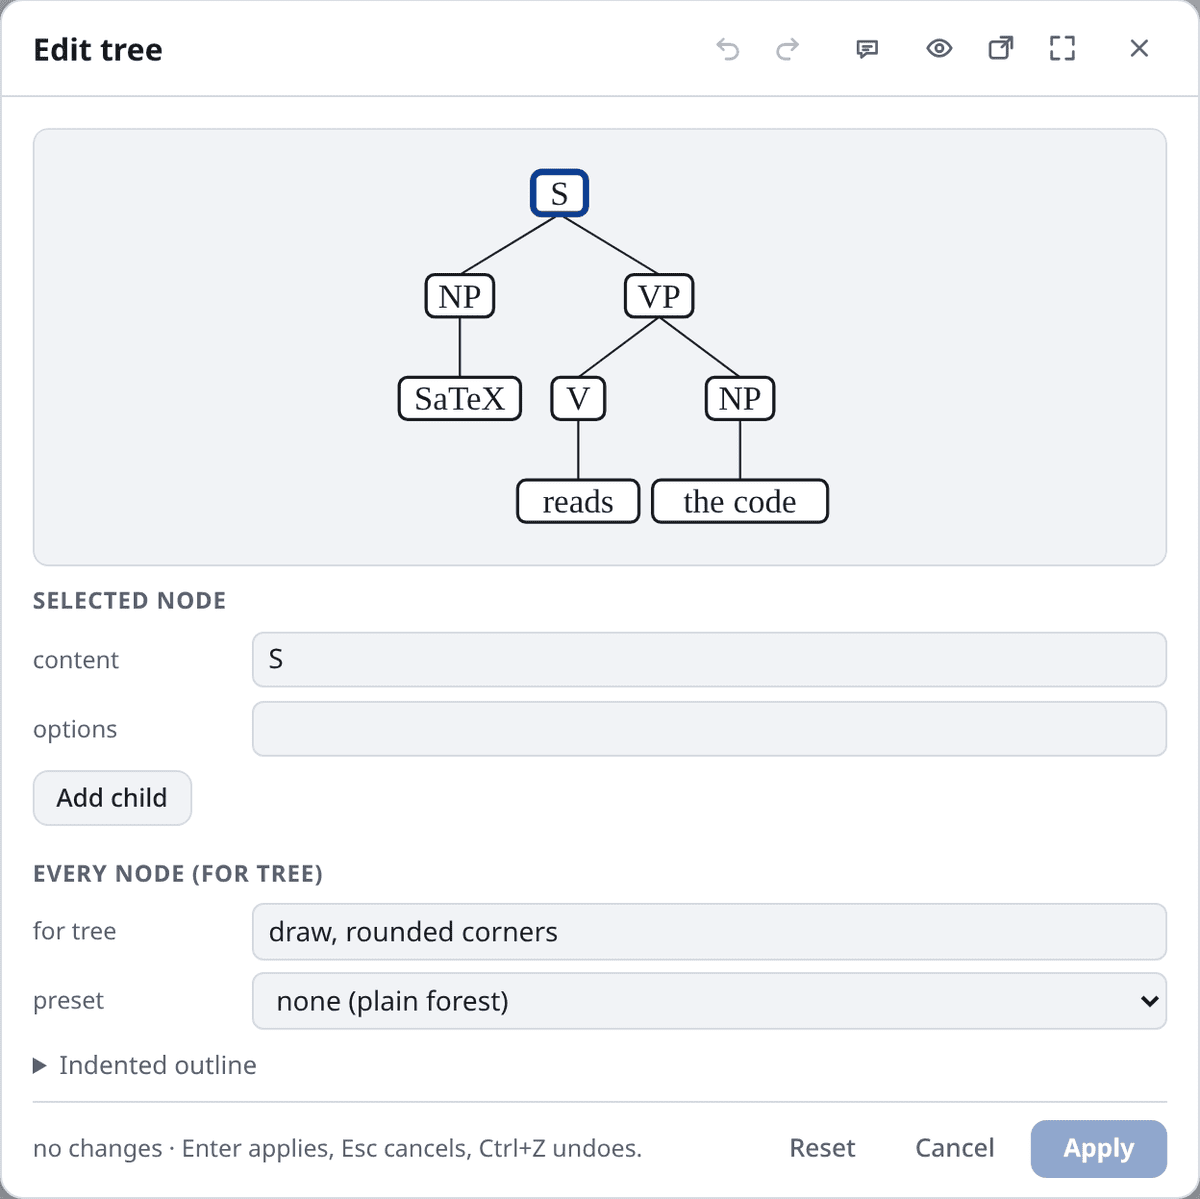 Edit tree
S
NP VP
SaTeX V NP
reads the code
SELECTED NODE
content S
options
Add child
EVERY NODE (FOR TREE)
for tree draw, rounded corners
preset none (plain forest)
Indented outline
no changes · Enter applies, Esc cancels, Ctrl+Z undoes. Reset Cancel Apply